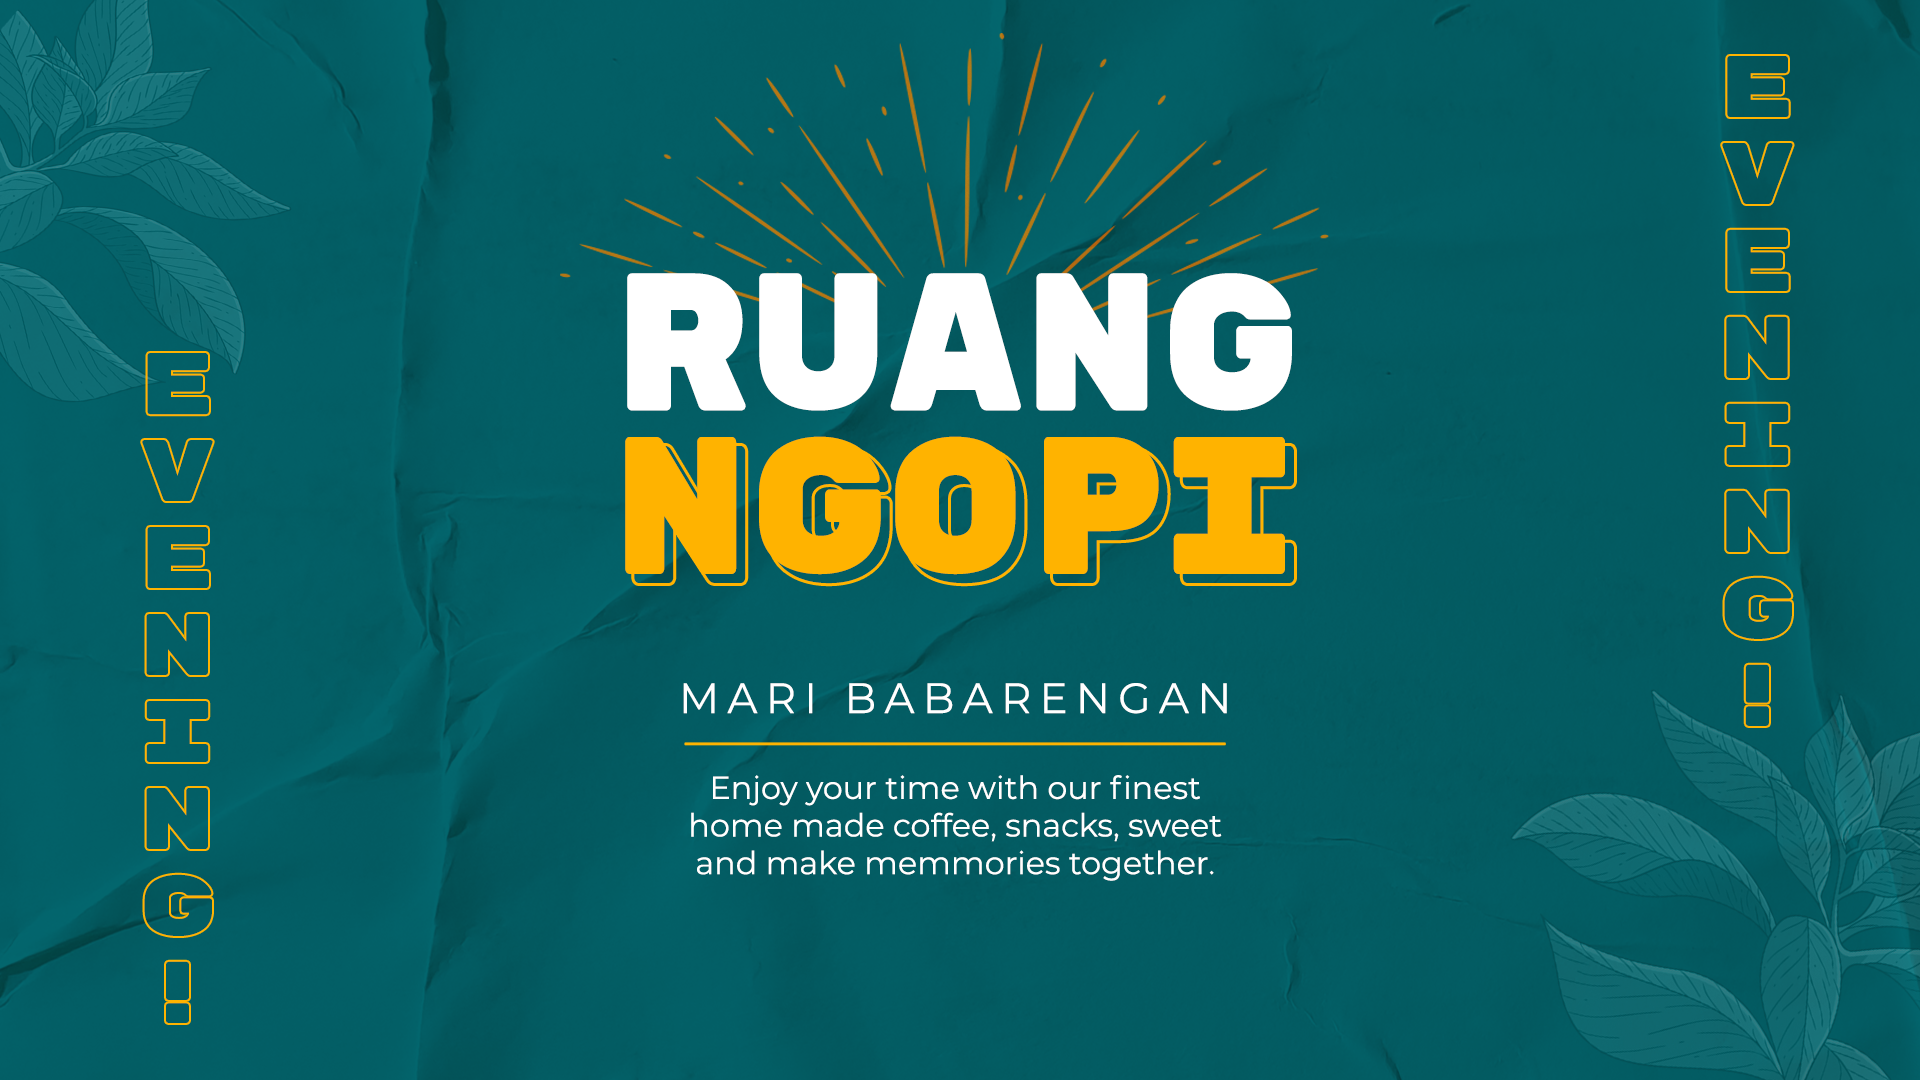 EVENING!
RUANG
NGOPI
MARI BABARENGAN
Enjoy your time with our finest
home made coffee, snacks, sweet
and make memmories together.
EVENING!